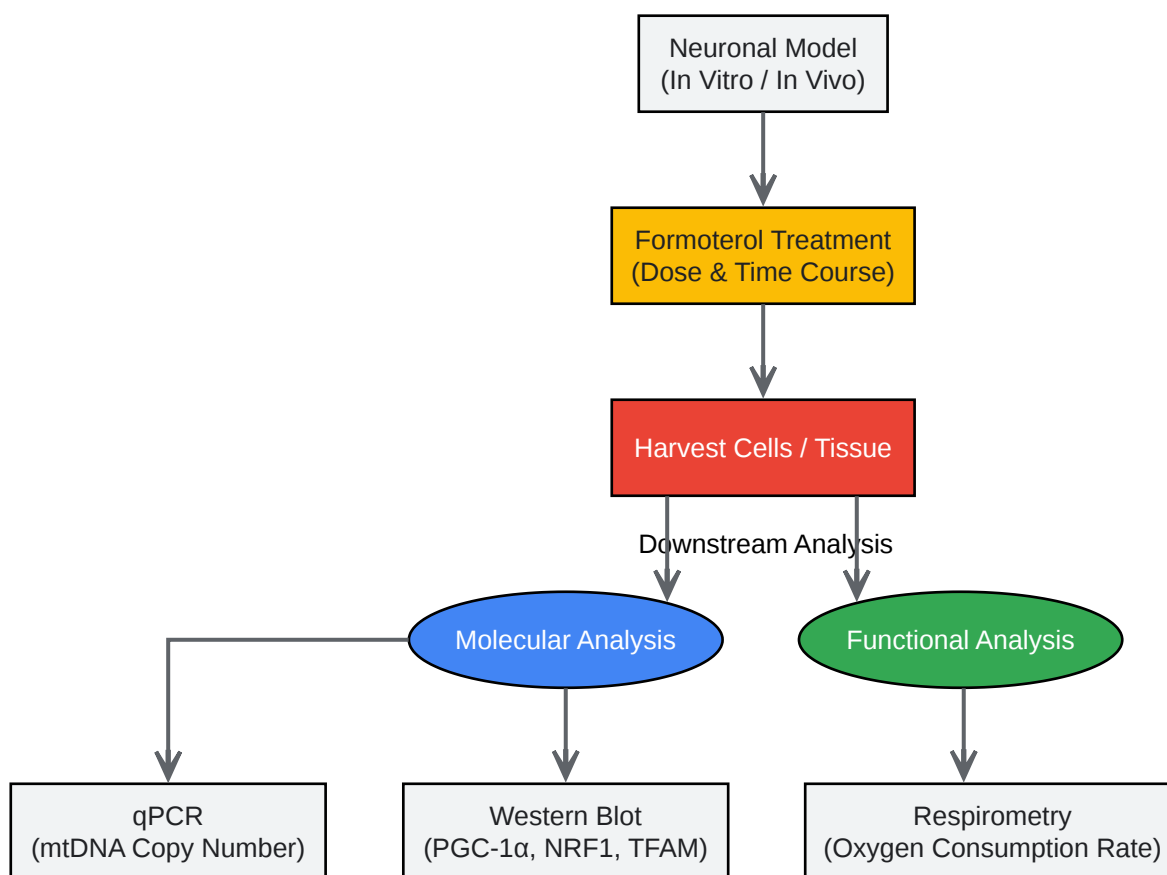 Neuronal Model
(In Vitro / In Vivo)
Formoterol Treatment
(Dose & Time Course)
Harvest Cells / Tissue
Downstream Analysis
Molecular Analysis
Functional Analysis
qPCR
(mtDNA Copy Number)
Western Blot
(PGC-1α, NRF1, TFAM)
Respirometry
(Oxygen Consumption Rate)